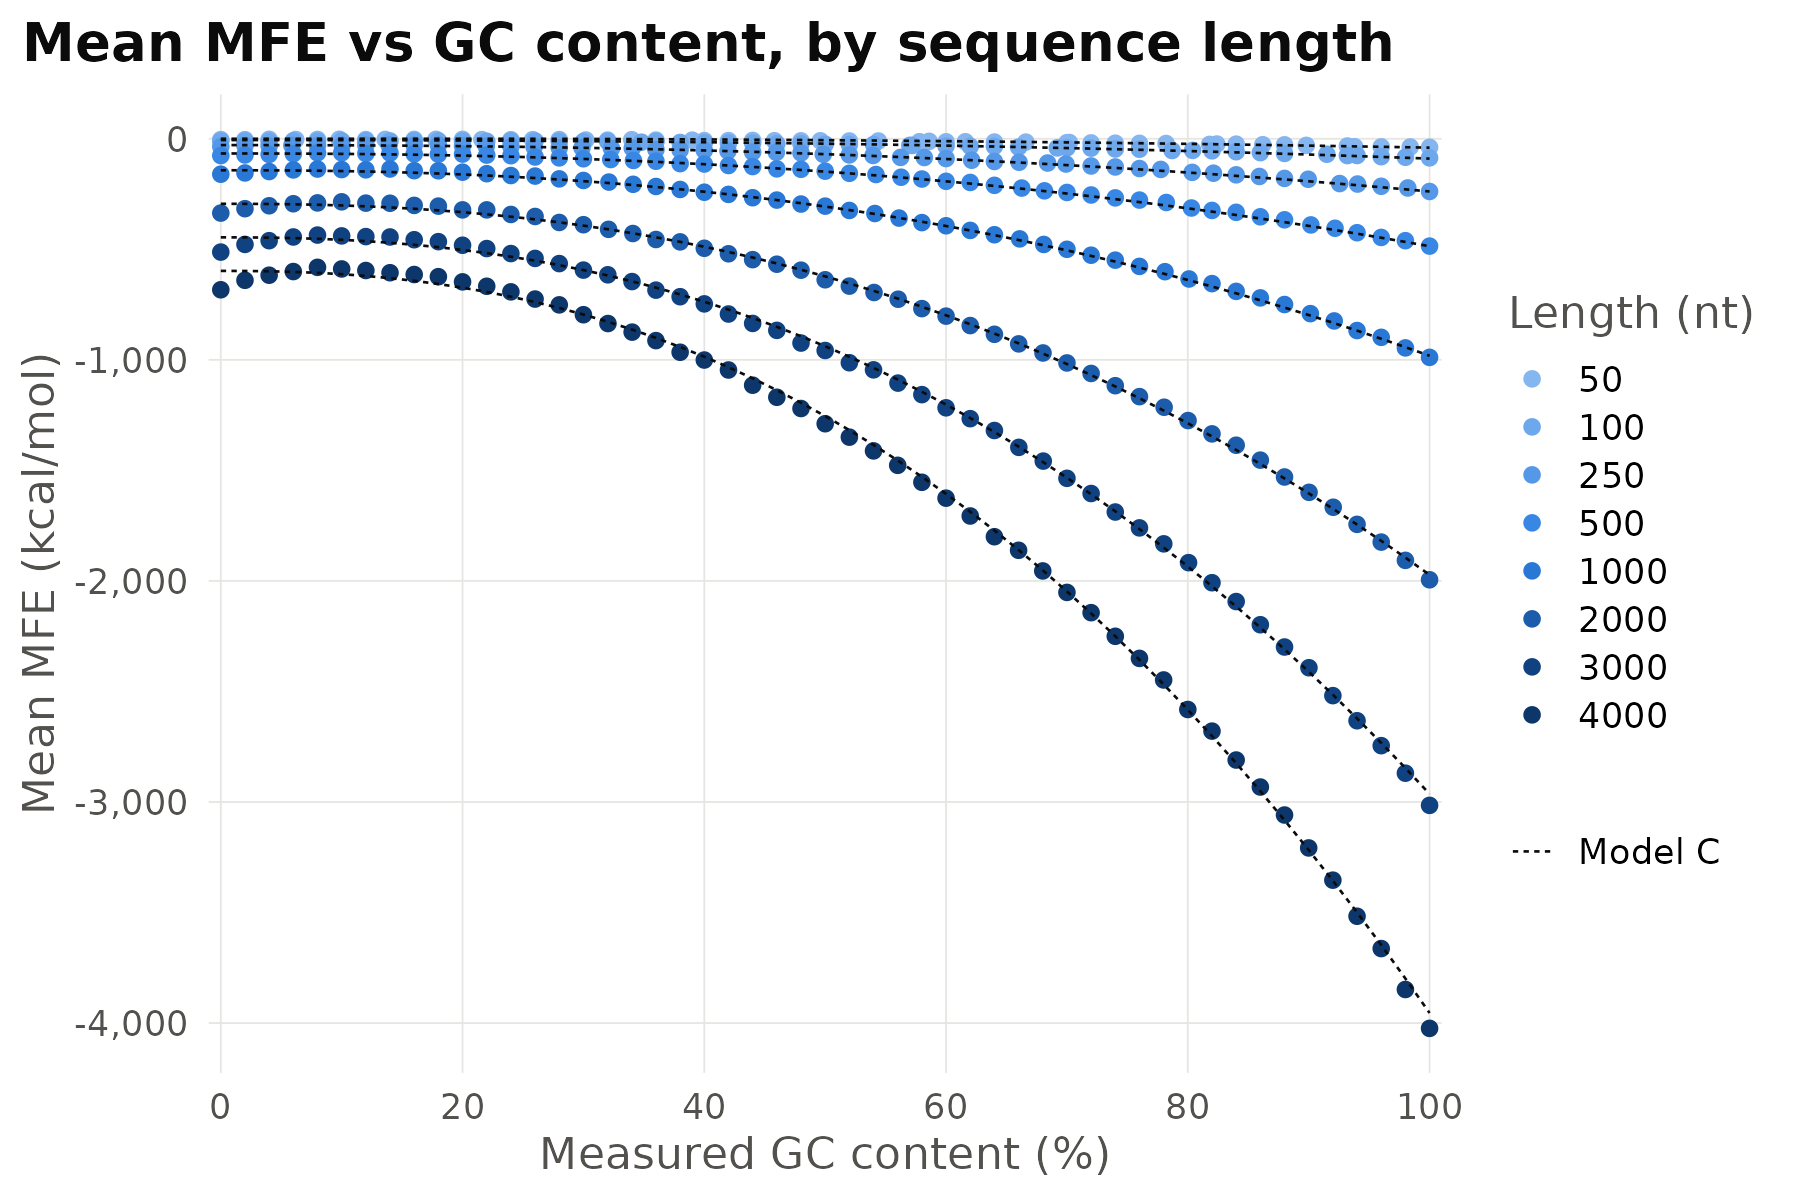 Mean MFE vs GC content, by sequence length
Mean MFE (kcal/mol)
0
-1,000
-2,000
-3,000
-4,000
0 20 40 60 80 100
Measured GC content (%)
Length (nt)
50
100
250
500
1000
2000
3000
4000
Model C